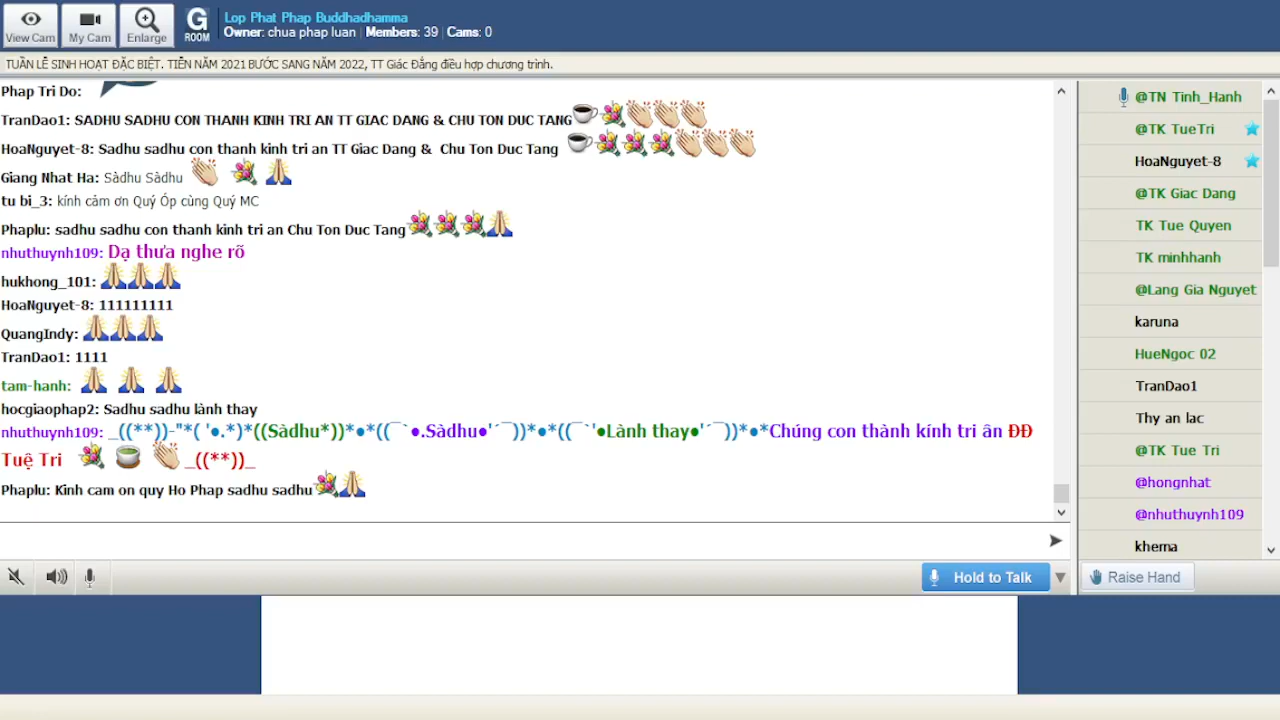 View Cam
My Cam
Enlarge
G ROOM
Lop Phat Phap Buddhadhamma
Owner: chua phap luan | Members: 39 | Cams: 0
TUẦN LỄ SINH HOẠT ĐẶC BIỆT. TIỄN NĂM 2021 BƯỚC SANG NĂM 2022, TT Giác Đẳng điều hợp chương trình.
Phap Tri Do:
TranDao1: SADHU SADHU CON THANH KINH TRI AN TT GIAC DANG & CHU TON DUC TANG☕💐👏👏👏
HoaNguyet-8: Sadhu sadhu con thanh kinh tri an TT Giac Dang & Chu Ton Duc Tang ☕💐💐💐👏👏👏
Giang Nhat Ha: Sàdhu Sàdhu 👏 💐 🙏
tu bi_3: kính cảm ơn Quý Óp cùng Quý MC
Phaplu: sadhu sadhu con thanh kinh tri an Chu Ton Duc Tang💐💐💐🙏
nhuthuynh109: Dạ thưa nghe rõ
hukhong_101: 🙏🙏🙏
HoaNguyet-8: 111111111
QuangIndy: 🙏🙏🙏
TranDao1: 1111
tam-hanh: 🙏 🙏 🙏
hocgiaophap2: Sadhu sadhu lành thay
nhuthuynh109: _((**))-"*( '●.*)*((Sàdhu*))*●*((¯`●.Sàdhu●'´¯))*●*((¯`'●Lành thay●'´¯))*●*Chúng con thành kính tri ân ĐĐ
Tuệ Tri 💐 🍵 👏 _((**))_
Phaplu: Kinh cam on quy Ho Phap sadhu sadhu💐🙏
Hold to Talk
@TN Tinh_Hanh
@TK TueTri
HoaNguyet-8
@TK Giac Dang
TK Tue Quyen
TK minhhanh
@Lang Gia Nguyet
karuna
HueNgoc 02
TranDao1
Thy an lac
@TK Tue Tri
@hongnhat
@nhuthuynh109
khema
Raise Hand